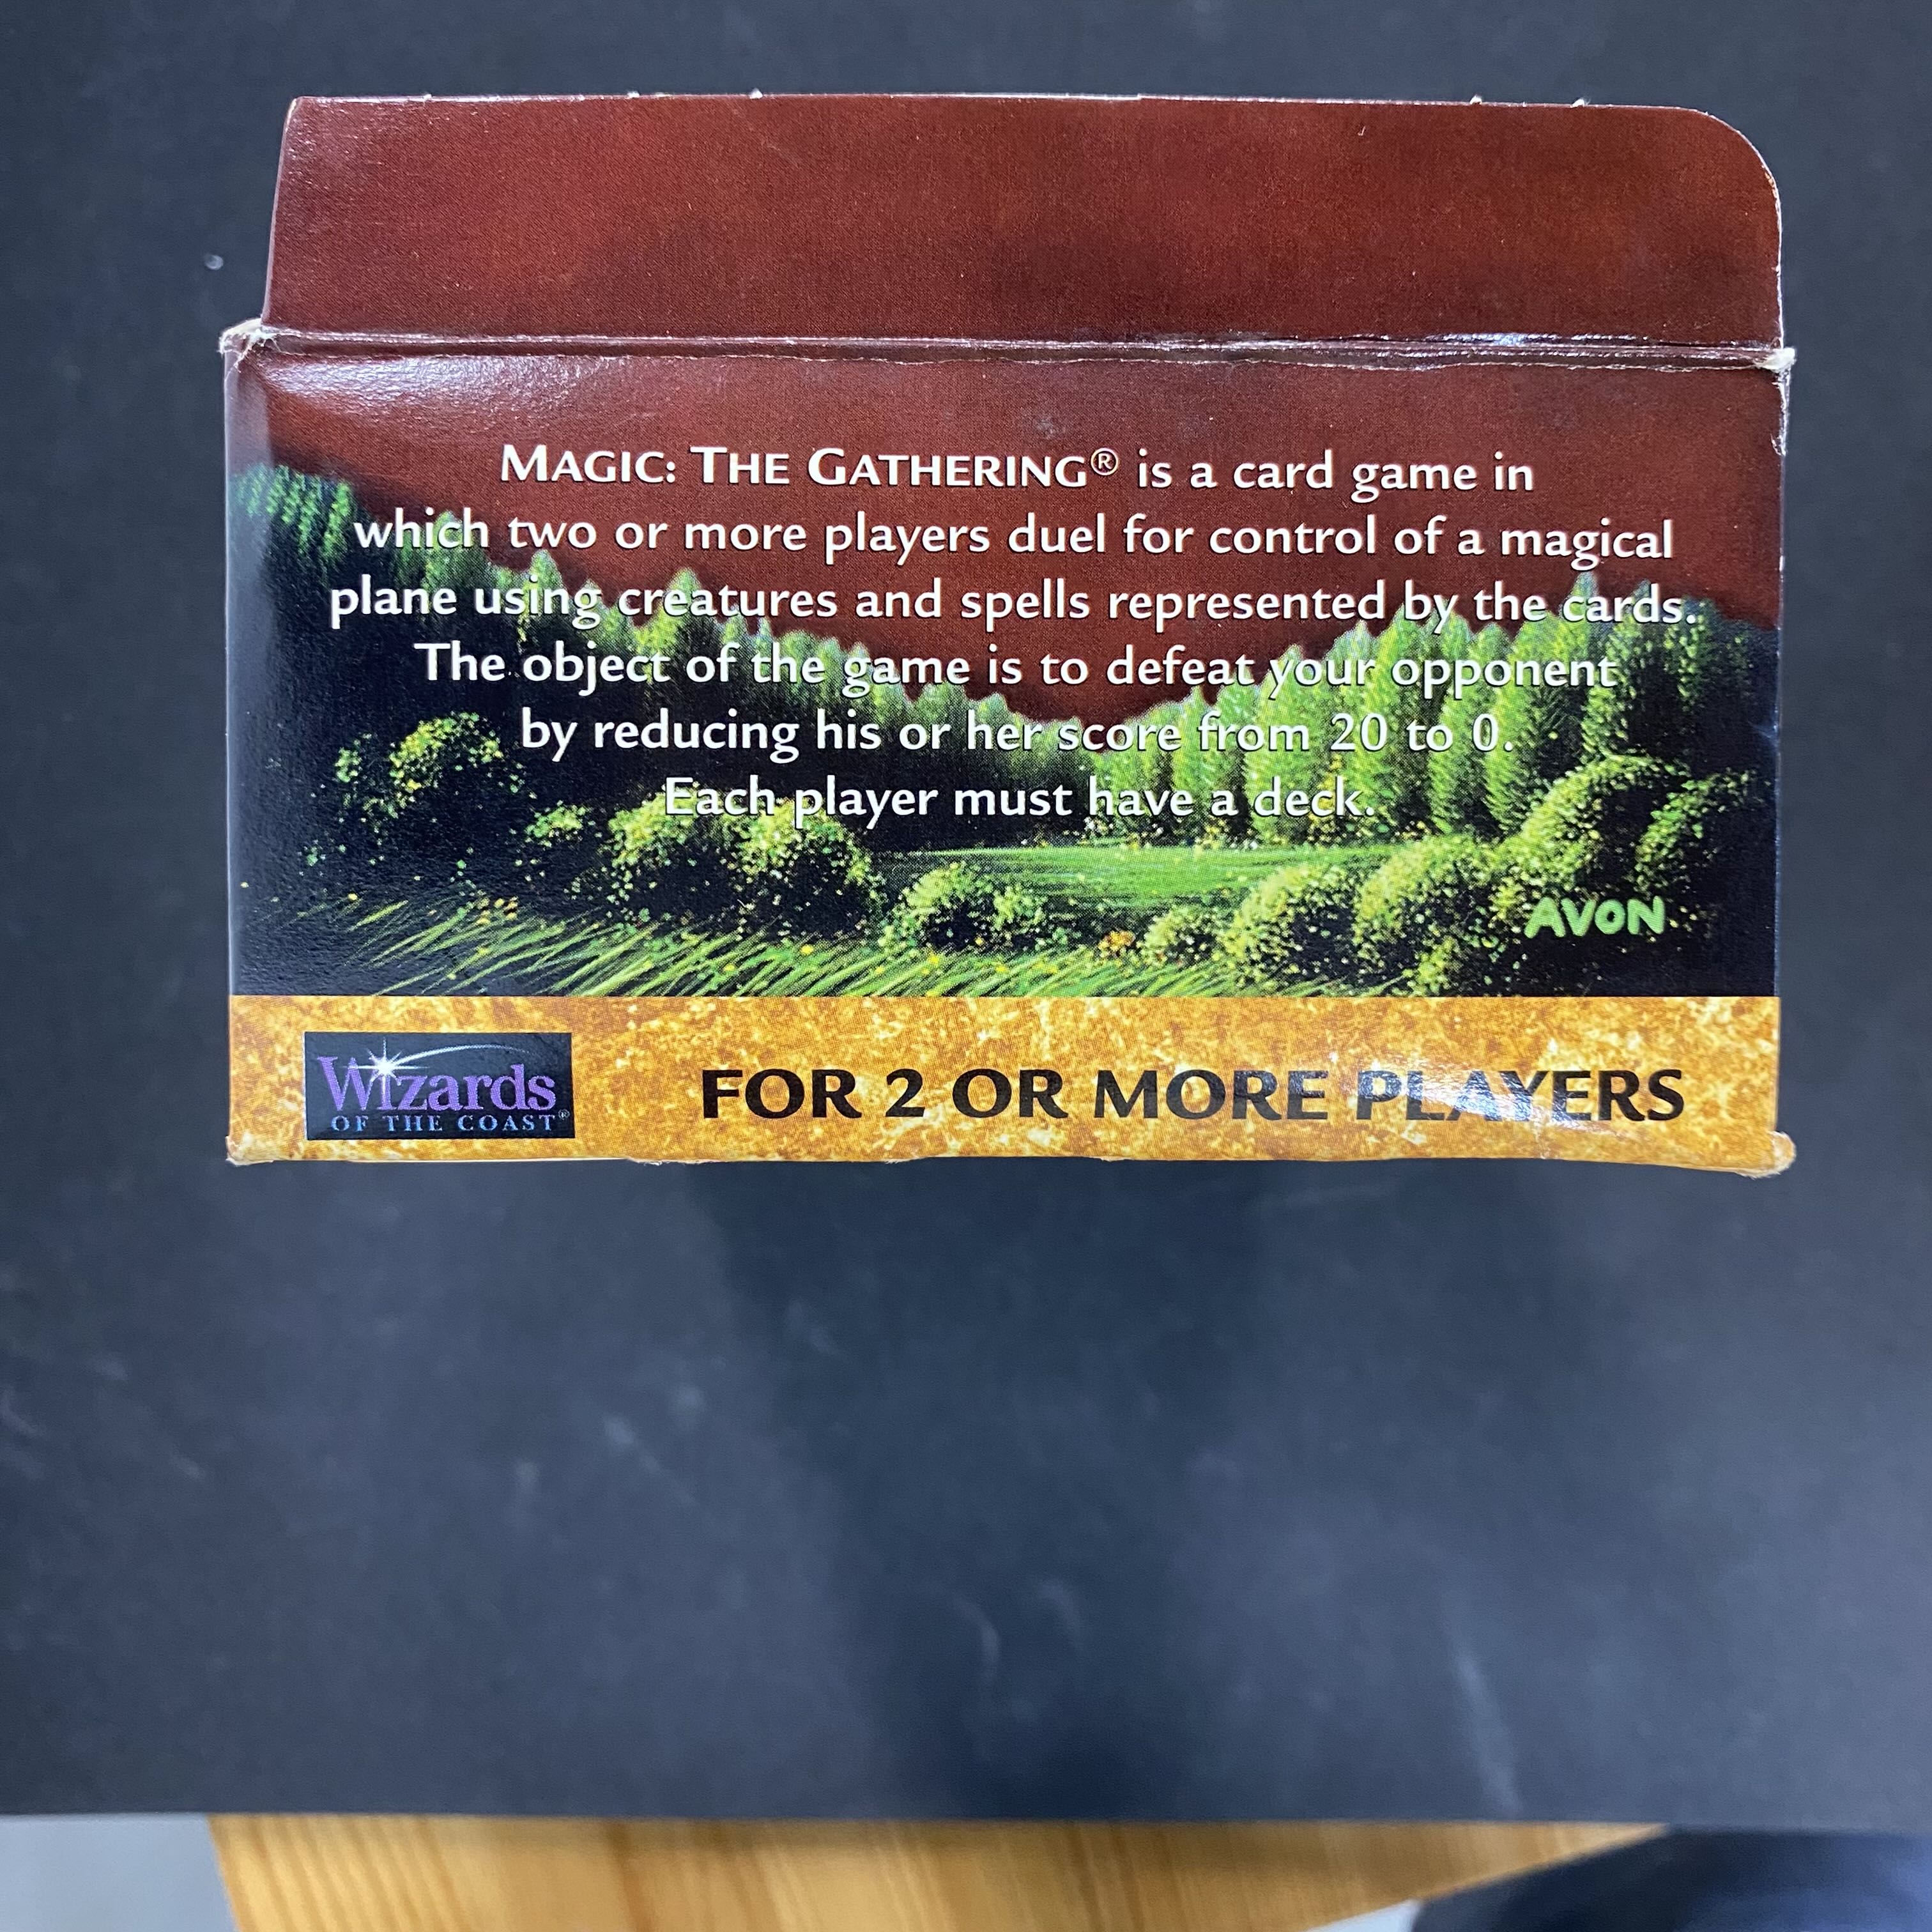 MAGIC: THE GATHERING® is a card game in
which two or more players duel for control of a magical
plane using creatures and spells represented by the cards.
The object of the game is to defeat your opponent
by reducing his or her score from 20 to 0.
Each player must have a deck.
AVON
Wizards
OF THE COAST®
FOR 2 OR MORE PLAYERS